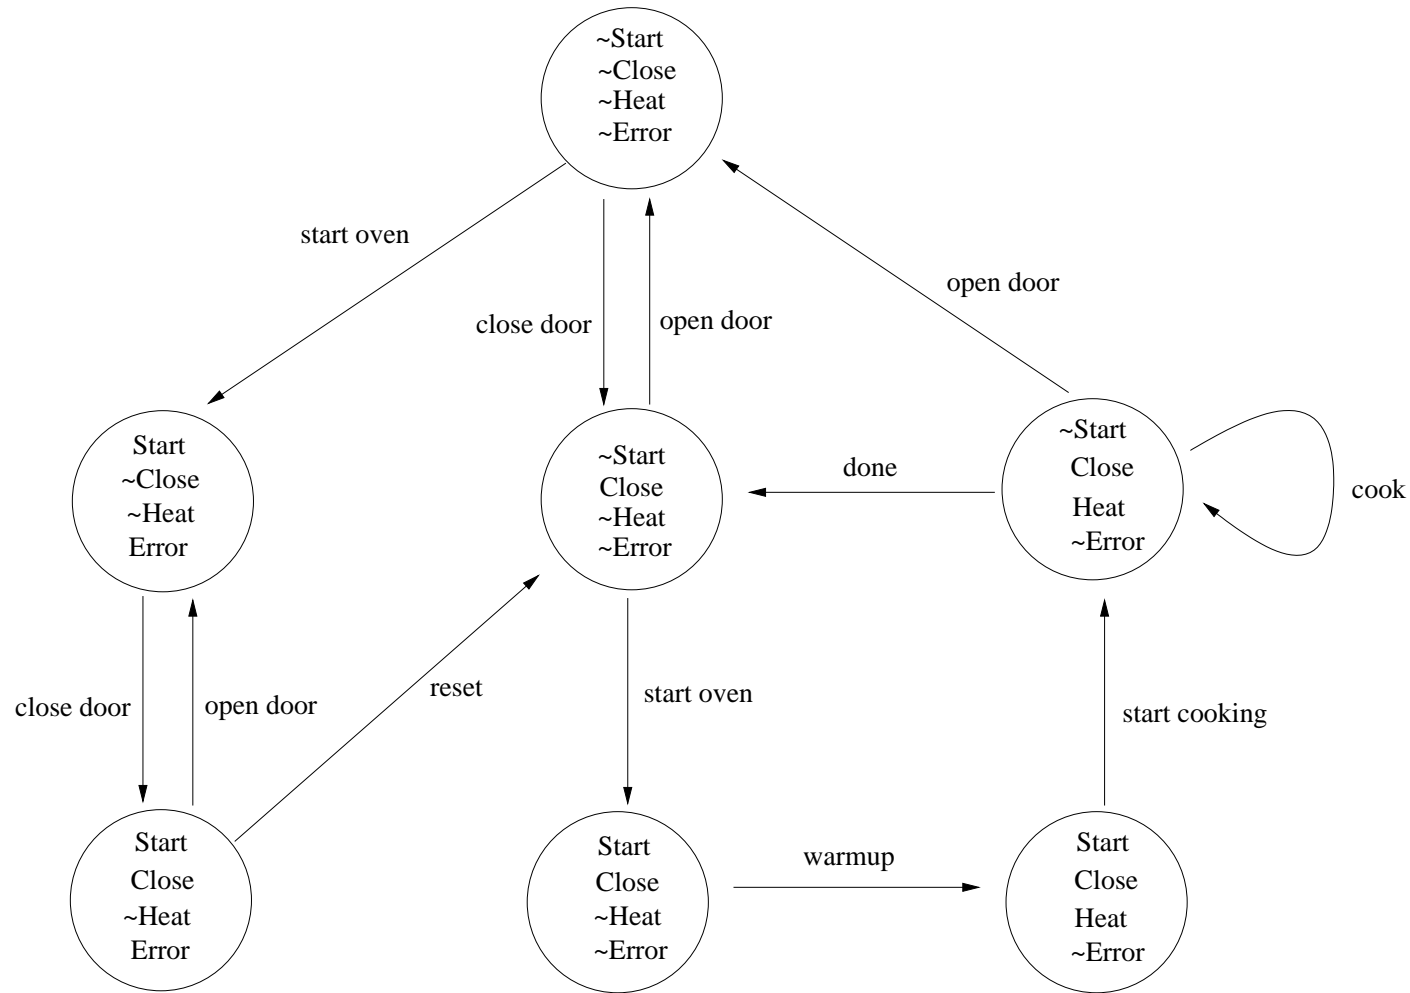 ~Start
~Close
~Heat
~Error
start oven
close door
open door
open door
Start
~Close
~Heat
Error
~Start
Close
~Heat
~Error
done
~Start
Close
Heat
~Error
cook
close door
open door
reset
start oven
start cooking
Start
Close
~Heat
Error
Start
Close
~Heat
~Error
warmup
Start
Close
Heat
~Error